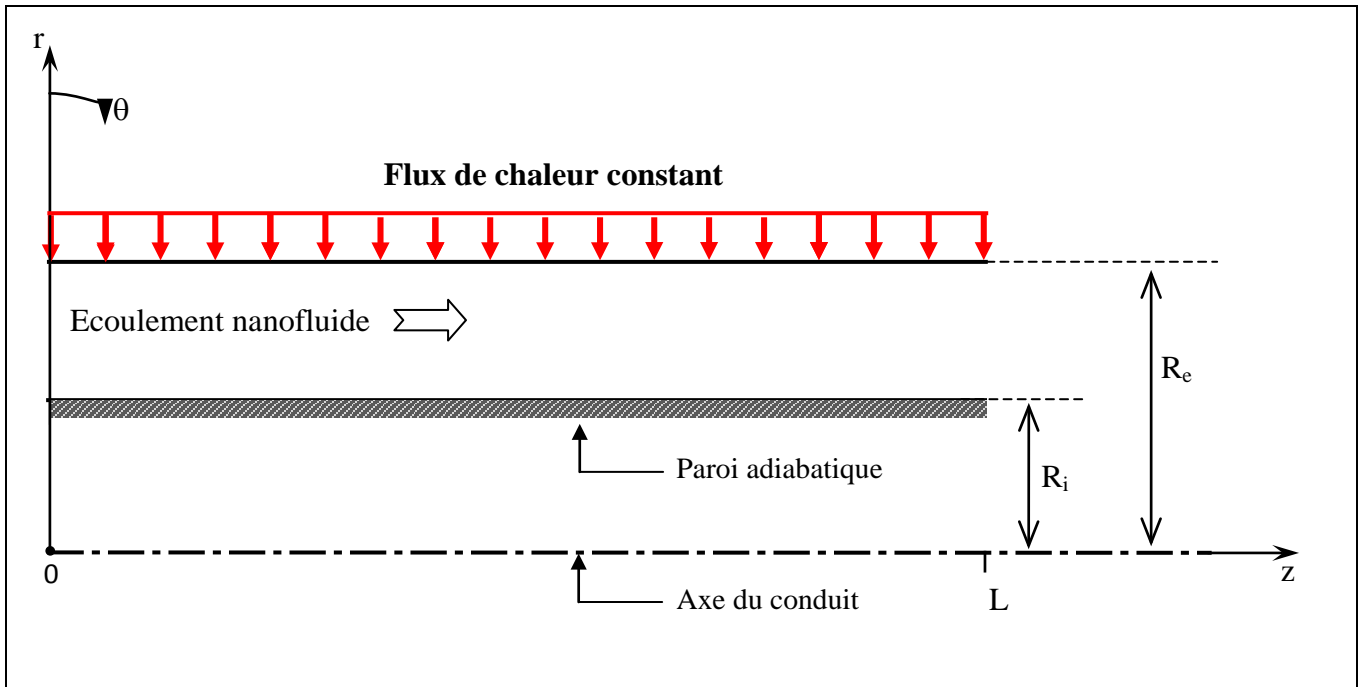 r
θ
Flux de chaleur constant
Ecoulement nanofluide
Re
Paroi adiabatique
Ri
0
z
Axe du conduit
L